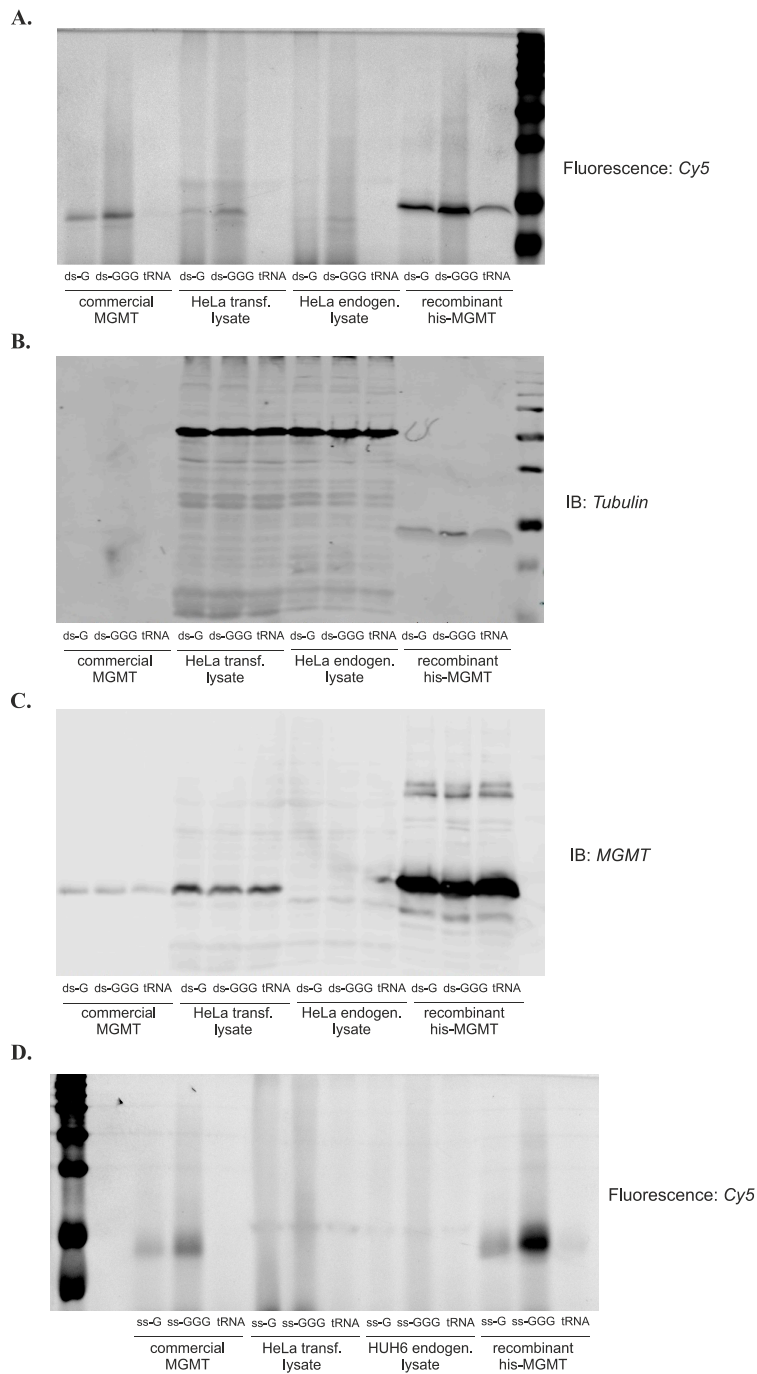 A.
Fluorescence: Cy5
ds-G ds-GGG tRNA ds-G ds-GGG tRNA ds-G ds-GGG tRNA ds-G ds-GGG tRNA
commercial MGMT
HeLa transf. lysate
HeLa endogen. lysate
recombinant his-MGMT
B.
IB: Tubulin
ds-G ds-GGG tRNA ds-G ds-GGG tRNA ds-G ds-GGG tRNA ds-G ds-GGG tRNA
commercial MGMT
HeLa transf. lysate
HeLa endogen. lysate
recombinant his-MGMT
C.
IB: MGMT
ds-G ds-GGG tRNA ds-G ds-GGG tRNA ds-G ds-GGG tRNA ds-G ds-GGG tRNA
commercial MGMT
HeLa transf. lysate
HeLa endogen. lysate
recombinant his-MGMT
D.
Fluorescence: Cy5
ss-G ss-GGG tRNA ss-G ss-GGG tRNA ss-G ss-GGG tRNA ss-G ss-GGG tRNA
commercial MGMT
HeLa transf. lysate
HUH6 endogen. lysate
recombinant his-MGMT